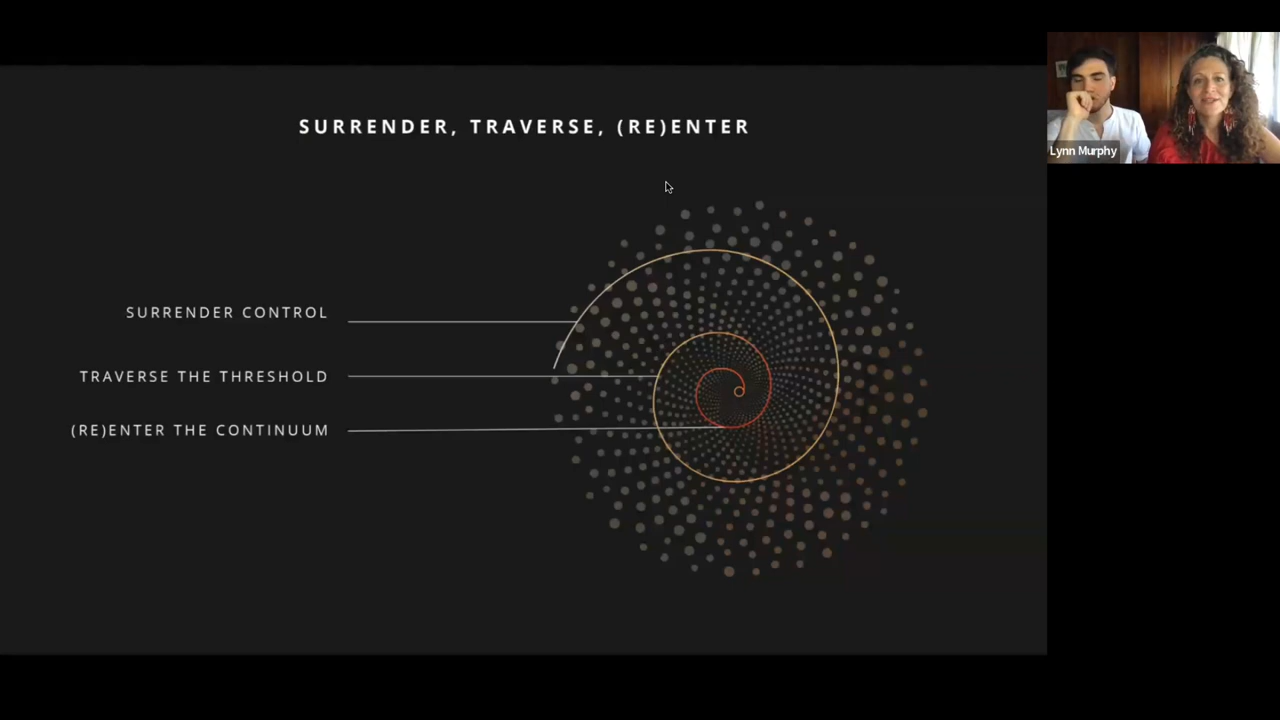 SURRENDER, TRAVERSE, (RE)ENTER
SURRENDER CONTROL
TRAVERSE THE THRESHOLD
(RE)ENTER THE CONTINUUM
Lynn Murphy